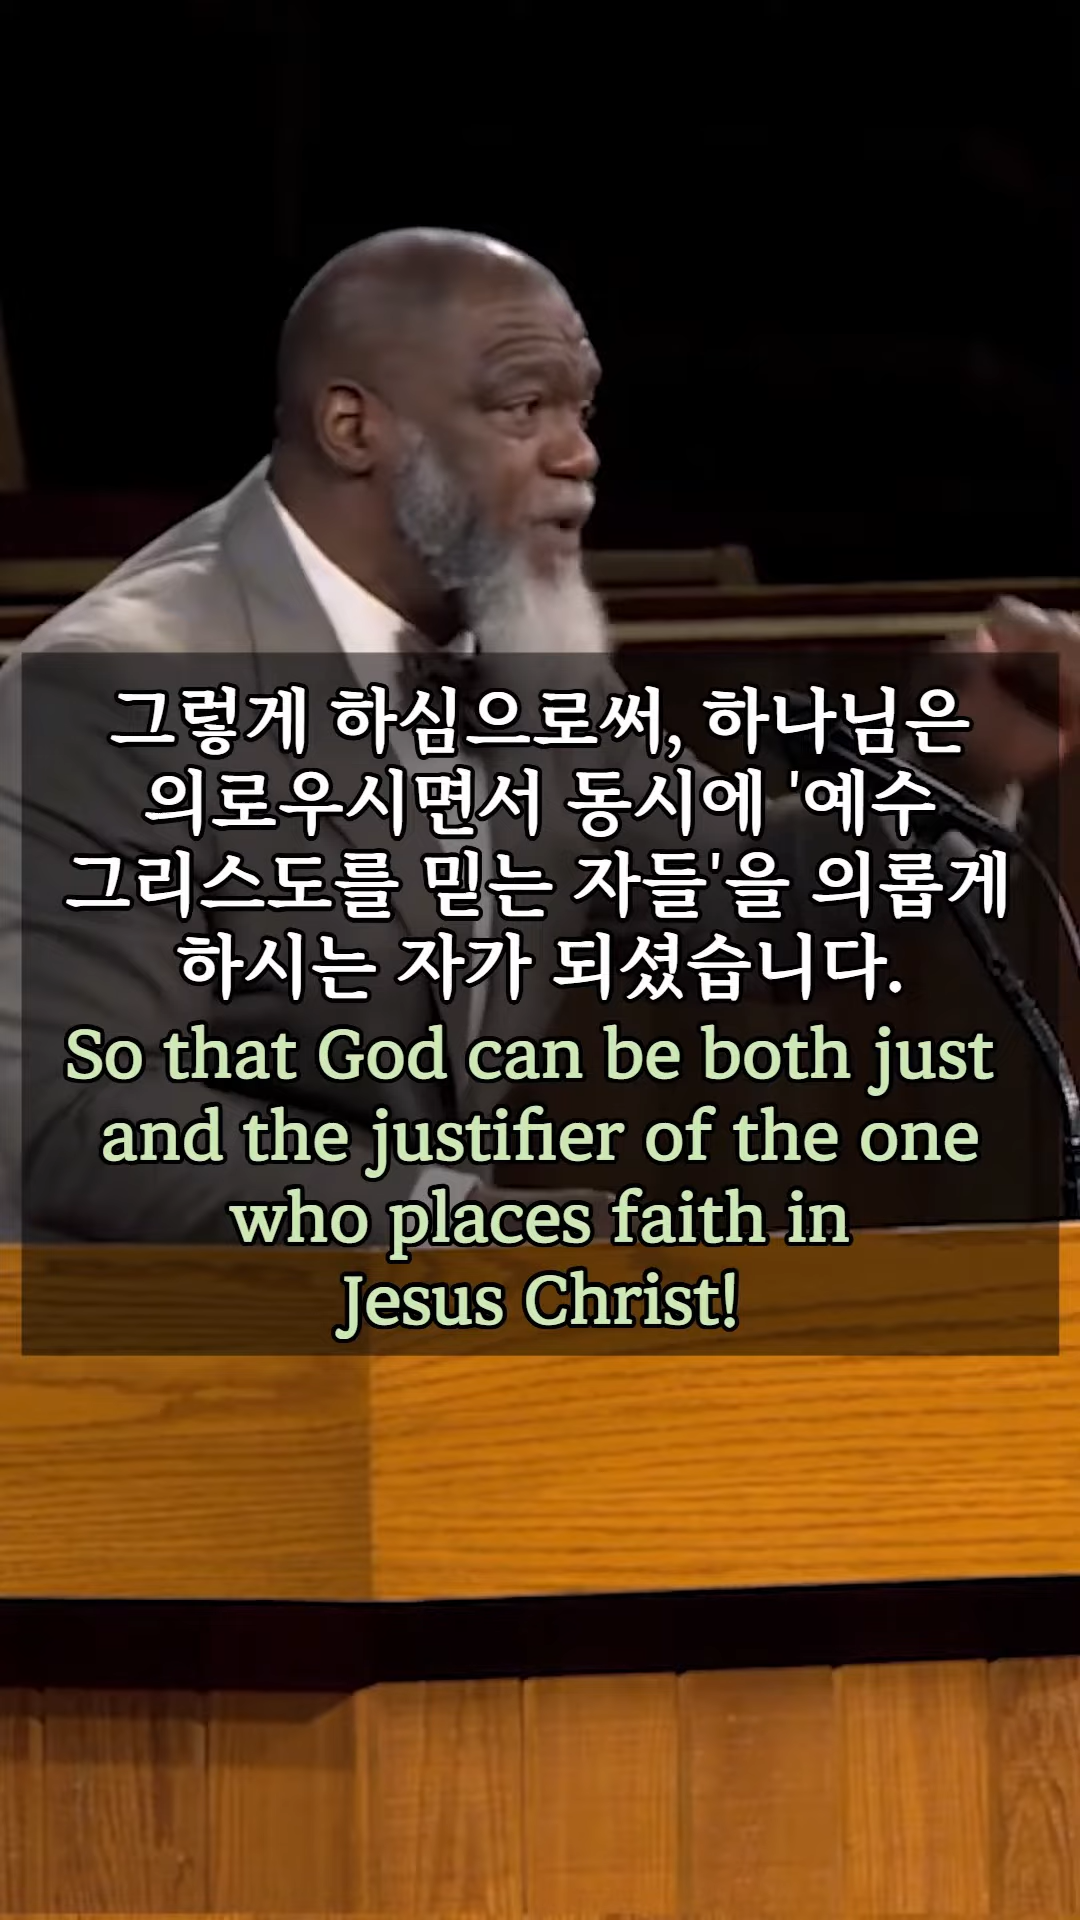 그렇게 하심으로써, 하나님은
의로우시면서 동시에 '예수
그리스도를 믿는 자들'을 의롭게
하시는 자가 되셨습니다.
So that God can be both just
and the justifier of the one
who places faith in
Jesus Christ!